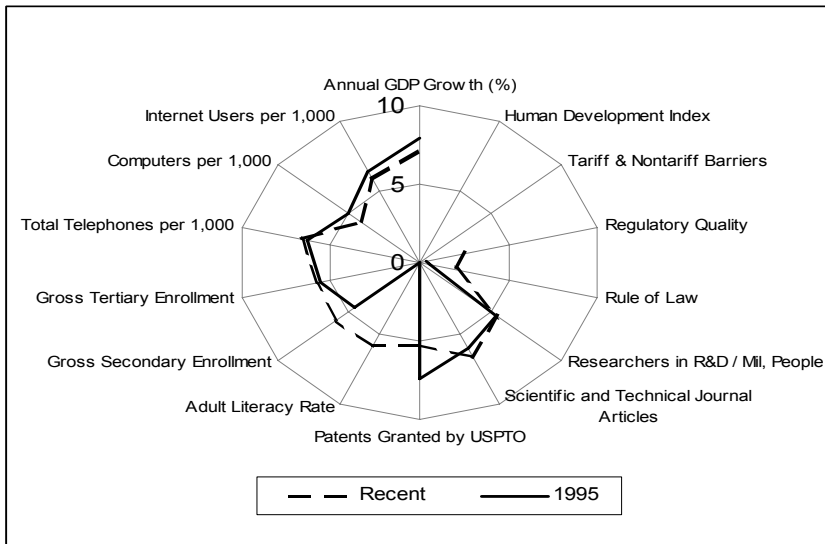 Annual GDP Growth (%)
10
5
0
Human Development Index
Tariff & Nontariff Barriers
Regulatory Quality
Rule of Law
Researchers in R&D / Mil, People
Scientific and Technical Journal
Articles
Patents Granted by USPTO
Adult Literacy Rate
Gross Secondary Enrollment
Gross Tertiary Enrollment
Total Telephones per 1,000
Computers per 1,000
Internet Users per 1,000
Recent
1995